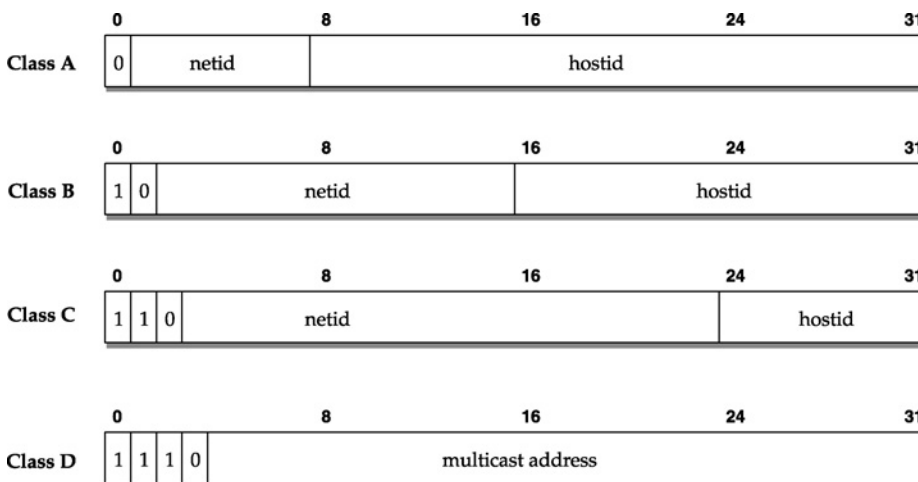 0 8 16 24 31
Class A 0 netid hostid
0 8 16 24 31
Class B 1 0 netid hostid
0 8 16 24 31
Class C 1 1 0 netid hostid
0 8 16 24 31
Class D 1 1 1 0 multicast address